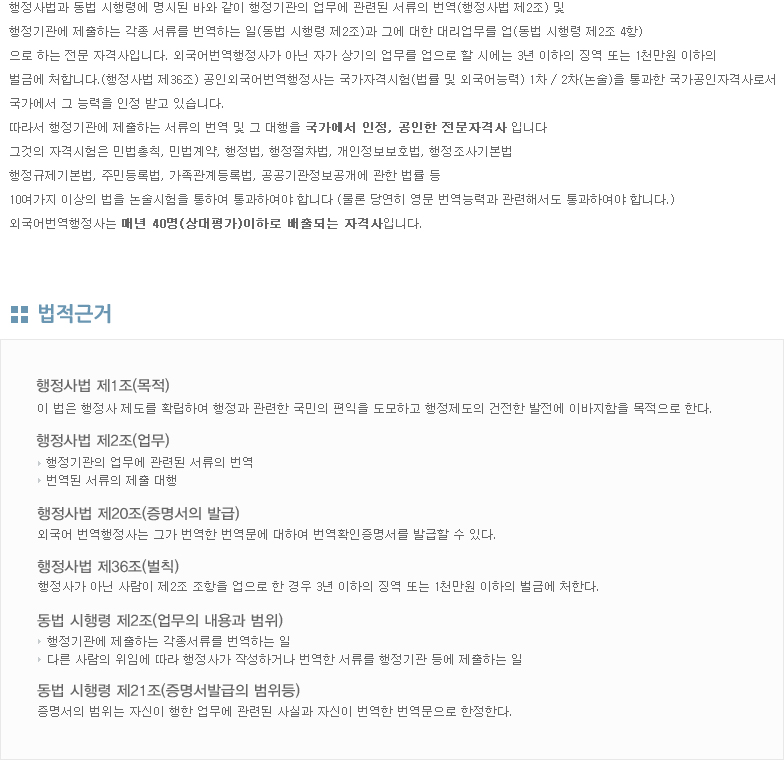 행정사법과 동법 시행령에 명시된 바와 같이 행정기관의 업무에 관련된 서류의 번역(행정사법 제2조) 및
행정기관에 제출하는 각종 서류를 번역하는 일(동법 시행령 제2조)과 그에 대한 대리업무를 업(동법 시행령 제2조 4항)
으로 하는 전문 자격사입니다. 외국어번역행정사가 아닌 자가 상기의 업무를 업으로 할 시에는 3년 이하의 징역 또는 1천만원 이하의
벌금에 처합니다.(행정사법 제36조) 공인외국어번역행정사는 국가자격시험(법률 및 외국어능력) 1차 / 2차(논술)을 통과한 국가공인자격사로서
국가에서 그 능력을 인정 받고 있습니다.
따라서 행정기관에 제출하는 서류의 번역 및 그 대행을 국가에서 인정, 공인한 전문자격사 입니다
그것의 자격시험은 민법총칙, 민법계약, 행정법, 행정절차법, 개인정보보호법, 행정조사기본법
행정규제기본법, 주민등록법, 가족관계등록법, 공공기관정보공개에 관한 법률 등
10여가지 이상의 법을 논술시험을 통하여 통과하여야 합니다 (물론 당연히 영문 번역능력과 관련해서도 통과하여야 합니다.)
외국어번역행정사는 매년 40명(상대평가)이하로 배출되는 자격사입니다.
법적근거
행정사법 제1조(목적)
이 법은 행정사 제도를 확립하여 행정과 관련한 국민의 편익을 도모하고 행정제도의 건전한 발전에 이바지함을 목적으로 한다.
행정사법 제2조(업무)
행정기관의 업무에 관련된 서류의 번역
번역된 서류의 제출 대행
행정사법 제20조(증명서의 발급)
외국어 번역행정사는 그가 번역한 번역문에 대하여 번역확인증명서를 발급할 수 있다.
행정사법 제36조(벌칙)
행정사가 아닌 사람이 제2조 조항을 업으로 한 경우 3년 이하의 징역 또는 1천만원 이하의 벌금에 처한다.
동법 시행령 제2조(업무의 내용과 범위)
행정기관에 제출하는 각종서류를 번역하는 일
다른 사람의 위임에 따라 행정사가 작성하거나 번역한 서류를 행정기관 등에 제출하는 일
동법 시행령 제21조(증명서발급의 범위등)
증명서의 범위는 자신이 행한 업무에 관련된 사실과 자신이 번역한 번역문으로 한정한다.